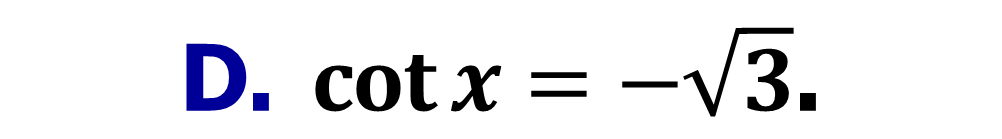 D. cot x = −√3.